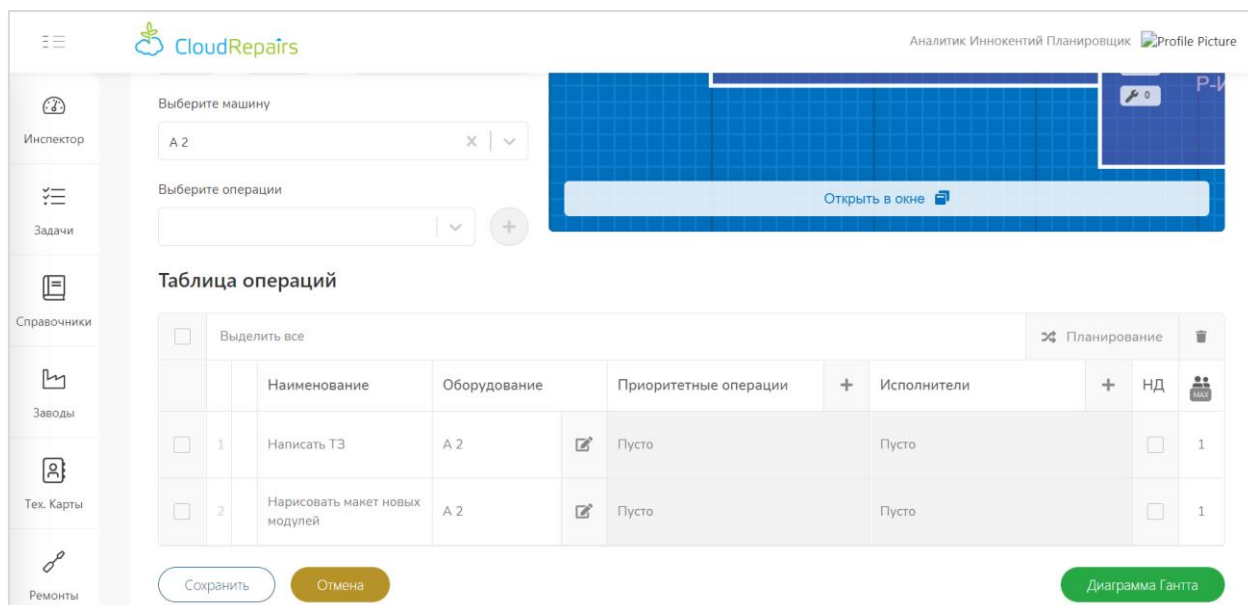 CloudRepairs
Аналитик Иннокентий Планировщик Profile Picture
Инспектор
Задачи
Справочники
Заводы
Тех. Карты
Ремонты
Выберите машину
А 2
Выберите операции
0
Открыть в окне
Таблица операций
Выделить все
Планирование
Наименование Оборудование Приоритетные операции + Исполнители + НД MAX
1 Написать ТЗ А 2 Пусто Пусто 1
2 Нарисовать макет новых
модулей А 2 Пусто Пусто 1
Сохранить Отмена Диаграмма Гантта